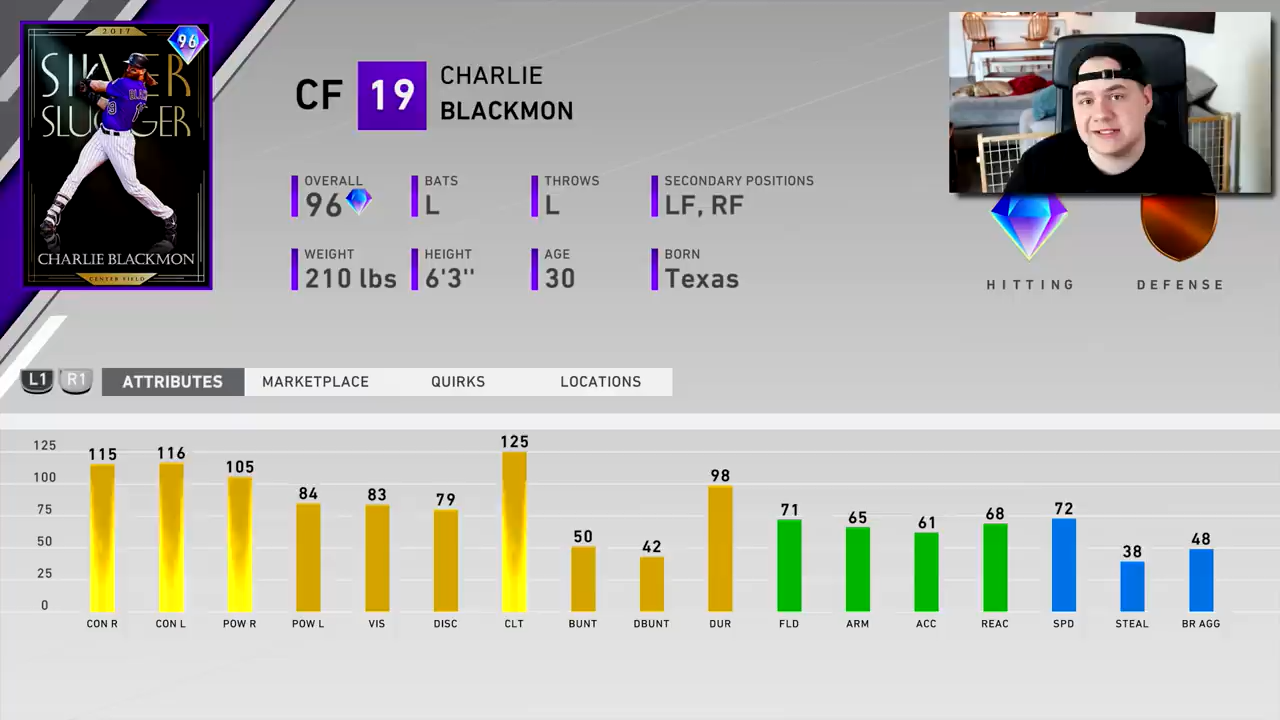 2017
96
SILVER
SLUGGER
CHARLIE BLACKMON
CENTER FIELD
CF 19 CHARLIE
BLACKMON
OVERALL BATS THROWS SECONDARY POSITIONS
96 L L LF, RF
WEIGHT HEIGHT AGE BORN
210 lbs 6'3" 30 Texas
HITTING DEFENSE
L1 R1 ATTRIBUTES MARKETPLACE QUIRKS LOCATIONS
125
100
75
50
25
0
115 116 105 84 83 79 125 50 42 98 71 65 61 68 72 38 48
CON R CON L POW R POW L VIS DISC CLT BUNT DBUNT DUR FLD ARM ACC REAC SPD STEAL BR AGG